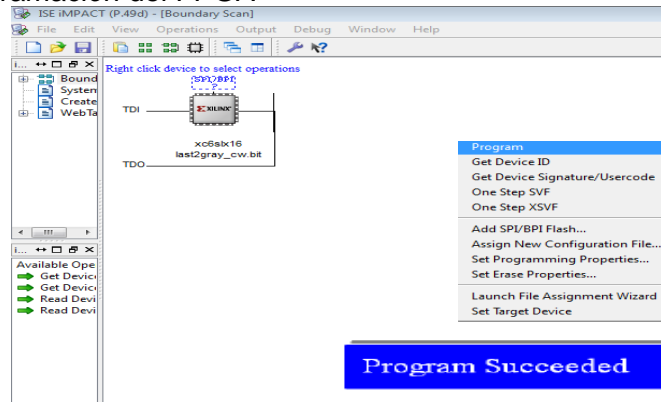 ISE iMPACT (P.49d) - [Boundary Scan]
File Edit View Operations Output Debug Window Help
Right click device to select operations
Bound
System
Create
WebTa
SPI/BPI
?
TDI
XILINX
xc6slx16
last2gray_cw.bit
TDO
Program
Get Device ID
Get Device Signature/Usercode
One Step SVF
One Step XSVF
Add SPI/BPI Flash...
Assign New Configuration File...
Set Programming Properties...
Set Erase Properties...
Launch File Assignment Wizard
Set Target Device
Available Ope
Get Devic
Get Devic
Read Devi
Read Devi
Program Succeeded